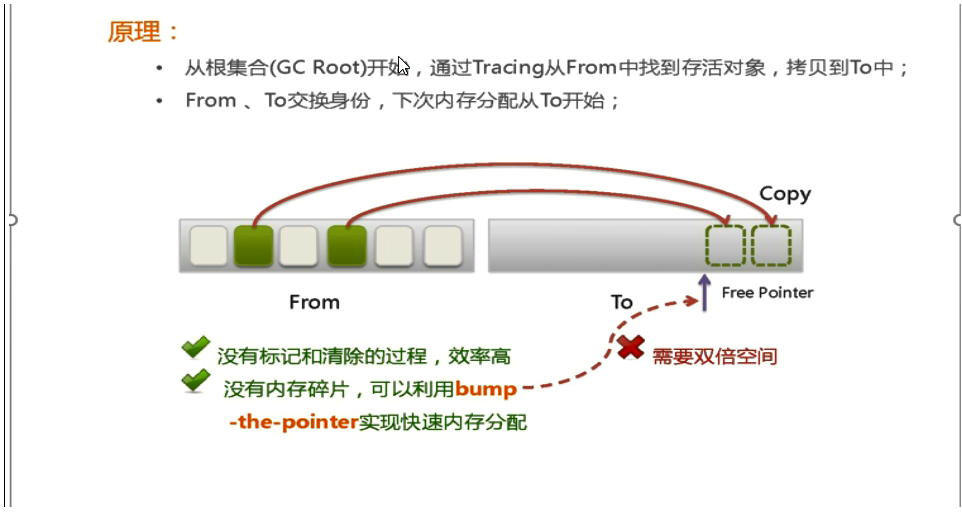 原理：
• 从根集合(GC Root)开始，通过Tracing从From中找到存活对象，拷贝到To中；
• From 、To交换身份，下次内存分配从To开始；
Copy
From
To
Free Pointer
没有标记和清除的过程，效率高
需要双倍空间
没有内存碎片，可以利用bump
-the-pointer实现快速内存分配